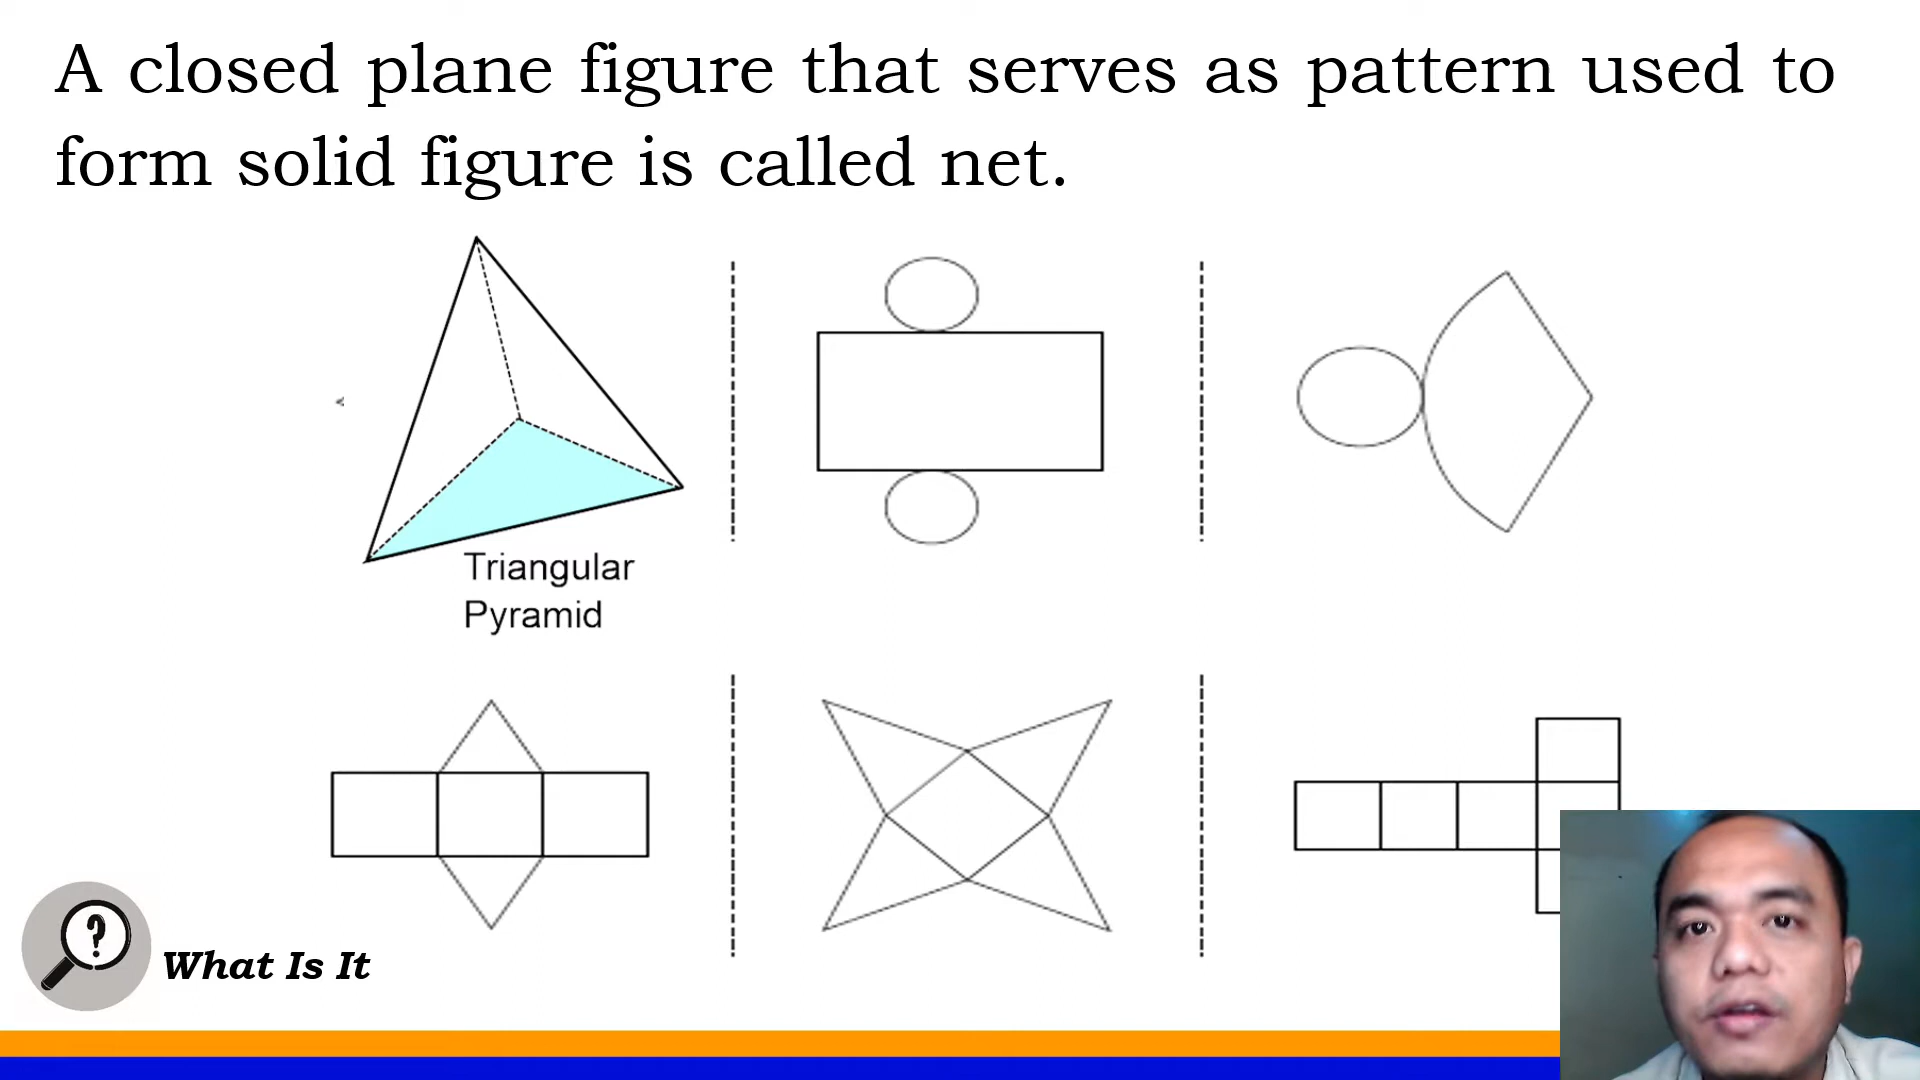 A closed plane figure that serves as pattern used to
form solid figure is called net.
Triangular
Pyramid
?
What Is It